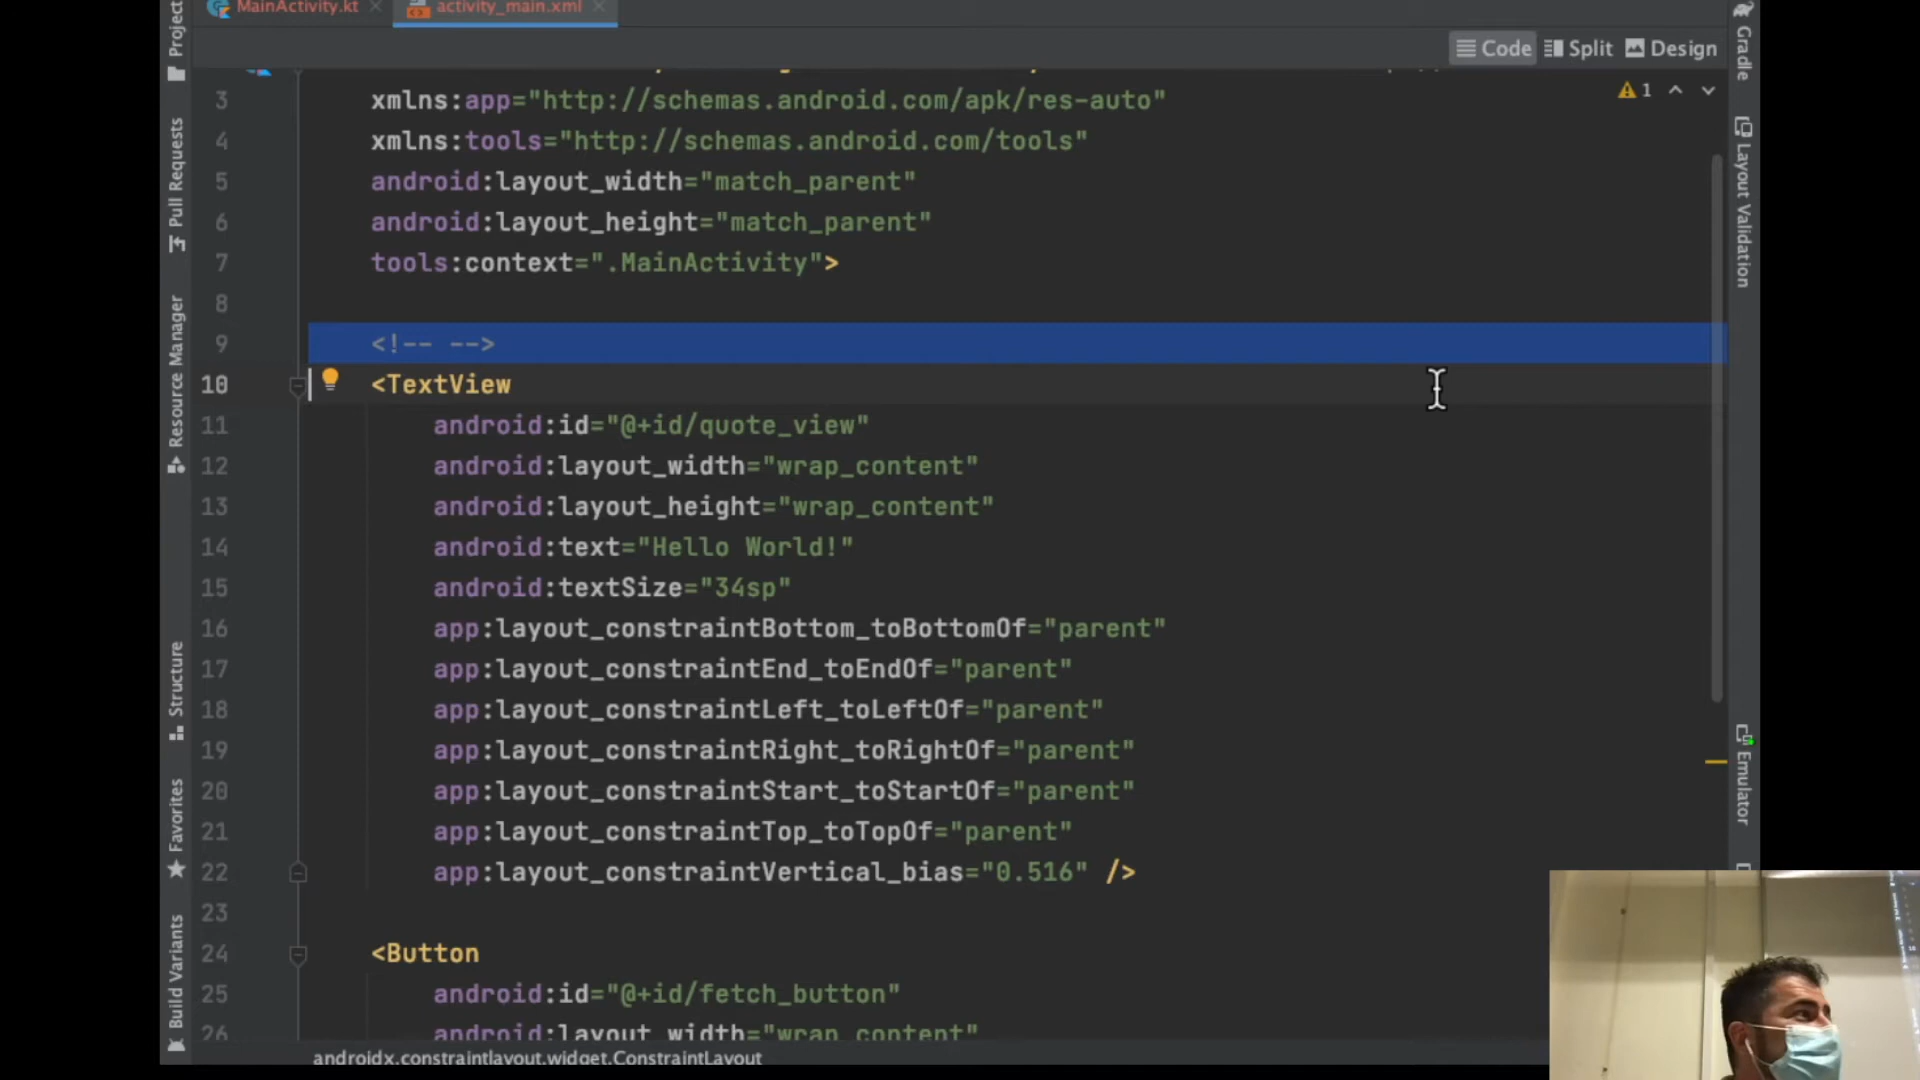 MainActivity.kt
activity_main.xml
Code
Split
Design
Project
Pull Requests
Resource Manager
Structure
Favorites
Build Variants
3 xmlns:app="http://schemas.android.com/apk/res-auto"
4 xmlns:tools="http://schemas.android.com/tools"
5 android:layout_width="match_parent"
6 android:layout_height="match_parent"
7 tools:context=".MainActivity">
8
9 <!-- -->
10 <TextView
11 android:id="@+id/quote_view"
12 android:layout_width="wrap_content"
13 android:layout_height="wrap_content"
14 android:text="Hello World!"
15 android:textSize="34sp"
16 app:layout_constraintBottom_toBottomOf="parent"
17 app:layout_constraintEnd_toEndOf="parent"
18 app:layout_constraintLeft_toLeftOf="parent"
19 app:layout_constraintRight_toRightOf="parent"
20 app:layout_constraintStart_toStartOf="parent"
21 app:layout_constraintTop_toTopOf="parent"
22 app:layout_constraintVertical_bias="0.516" />
23
24 <Button
25 android:id="@+id/fetch_button"
26 android:layout_width="wrap_content"
1
Gradle
Layout Validation
Emulator
androidx.constraintlayout.widget.ConstraintLayout